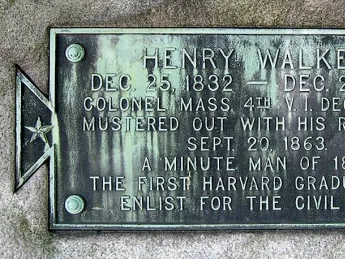 HENRY WALKE
DEC. 25, 1832 — DEC. 2
COLONEL MASS. 4TH V.T. DEC
MUSTERED OUT WITH HIS R
SEPT. 20, 1863.
A MINUTE MAN OF 18
THE FIRST HARVARD GRADU
ENLIST FOR THE CIVIL